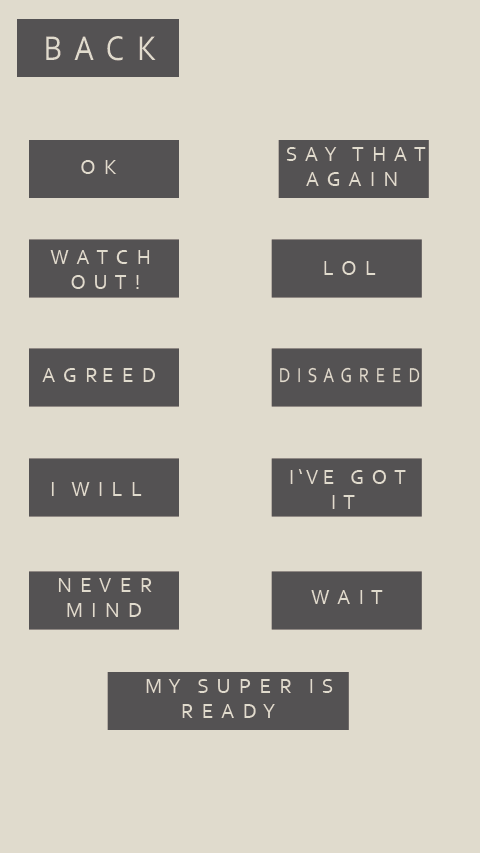 BACK
OK
SAY THAT
AGAIN
WATCH
OUT!
LOL
AGREED
DISAGREED
I WILL
I‘VE GOT
IT
NEVER
MIND
WAIT
MY SUPER IS
READY